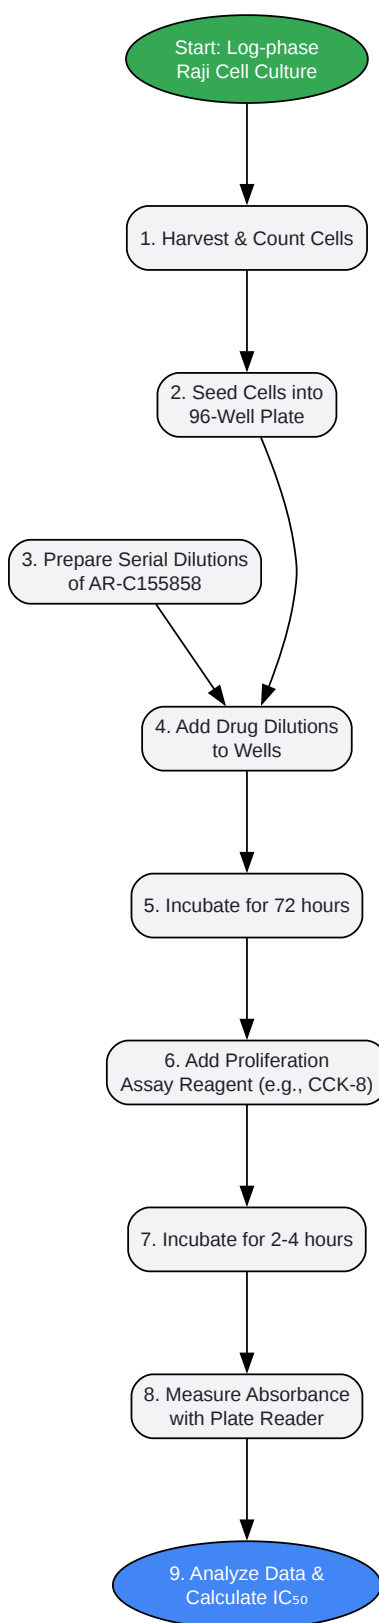 Start: Log-phase
Raji Cell Culture
1. Harvest & Count Cells
2. Seed Cells into
96-Well Plate
3. Prepare Serial Dilutions
of AR-C155858
4. Add Drug Dilutions
to Wells
5. Incubate for 72 hours
6. Add Proliferation
Assay Reagent (e.g., CCK-8)
7. Incubate for 2-4 hours
8. Measure Absorbance
with Plate Reader
9. Analyze Data &
Calculate IC₅₀